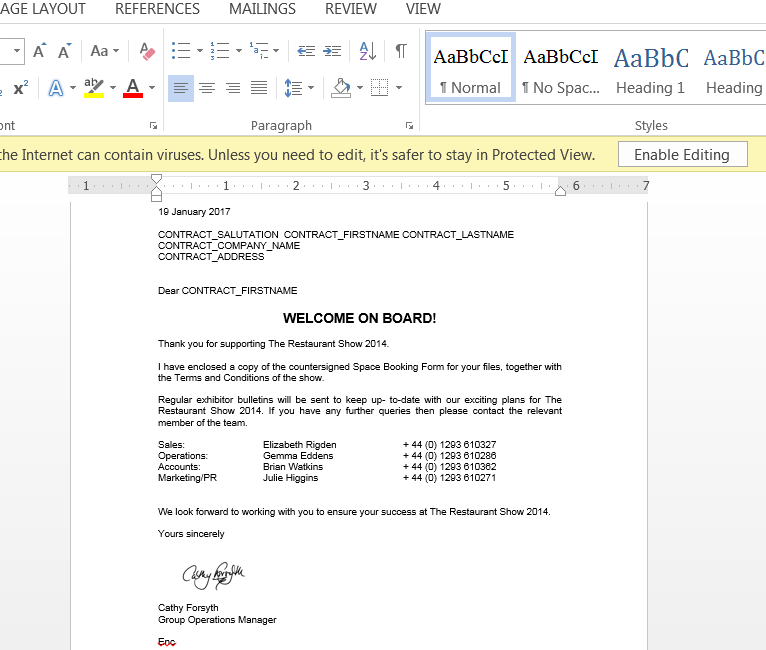 AGE LAYOUT REFERENCES MAILINGS REVIEW VIEW
A A Aa A
x² A ab A
ont Paragraph Styles
AaBbCcI AaBbCcI AaBbC AaBbC
¶ Normal ¶ No Spac... Heading 1 Heading
the Internet can contain viruses. Unless you need to edit, it's safer to stay in Protected View. Enable Editing
1 1 2 3 4 5 6 7
19 January 2017
CONTRACT_SALUTATION CONTRACT_FIRSTNAME CONTRACT_LASTNAME
CONTRACT_COMPANY_NAME
CONTRACT_ADDRESS
Dear CONTRACT_FIRSTNAME
WELCOME ON BOARD!
Thank you for supporting The Restaurant Show 2014.
I have enclosed a copy of the countersigned Space Booking Form for your files, together with
the Terms and Conditions of the show.
Regular exhibitor bulletins will be sent to keep up- to-date with our exciting plans for The
Restaurant Show 2014. If you have any further queries then please contact the relevant
member of the team.
Sales: Elizabeth Rigden + 44 (0) 1293 610327
Operations: Gemma Eddens + 44 (0) 1293 610286
Accounts: Brian Watkins + 44 (0) 1293 610362
Marketing/PR Julie Higgins + 44 (0) 1293 610271
We look forward to working with you to ensure your success at The Restaurant Show 2014.
Yours sincerely
Cathy Forsyth
Cathy Forsyth
Group Operations Manager
Enc